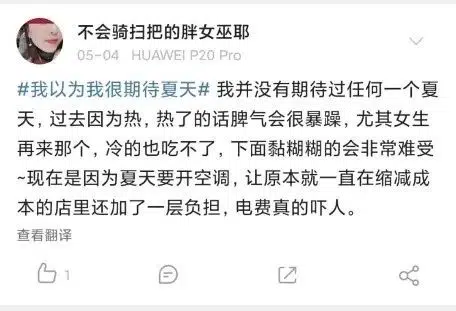 不会骑扫把的胖女巫耶
05-04 HUAWEI P20 Pro
#我以为我很期待夏天# 我并没有期待过任何一个夏
天，过去因为热，热了的话脾气会很暴躁，尤其女生
再来那个，冷的也吃不了，下面黏糊糊的会非常难受
~现在是因为夏天要开空调，让原本就一直在缩减成
本的店里还加了一层负担，电费真的吓人。
查看翻译
1